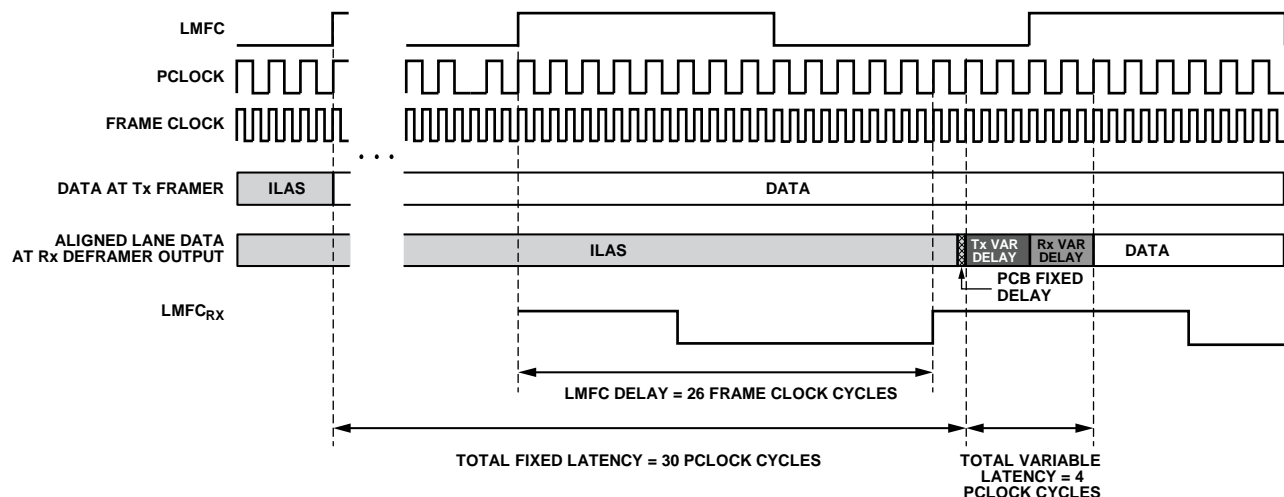 LMFC
PCLOCK
FRAME CLOCK
. . .
DATA AT Tx FRAMER
ILAS
DATA
ALIGNED LANE DATA
AT Rx DEFRAMER OUTPUT
ILAS
Tx VAR
DELAY
Rx VAR
DELAY
DATA
PCB FIXED
DELAY
LMFCRX
LMFC DELAY = 26 FRAME CLOCK CYCLES
TOTAL FIXED LATENCY = 30 PCLOCK CYCLES
TOTAL VARIABLE
LATENCY = 4
PCLOCK CYCLES